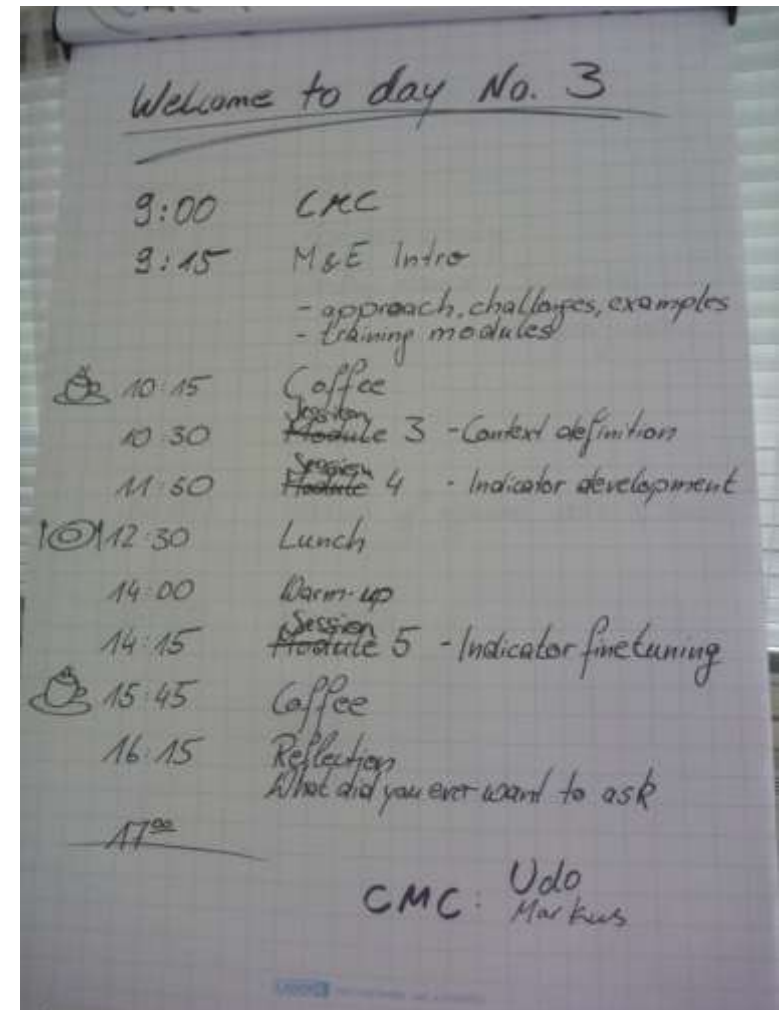 Welcome to day No. 3
9:00 CMC
9:15 M&E Intro
- approach, challenges, examples
- training modules
10:15 Coffee
10 30 Module Session 3 - Context definition
11:50 Module Session 4 - Indicator development
12:30 Lunch
14:00 Warm-up
14:15 Module Session 5 - Indicator finetuning
15:45 Coffee
16:15 Reflection
What did you ever want to ask
17 00
CMC: Udo
Markus